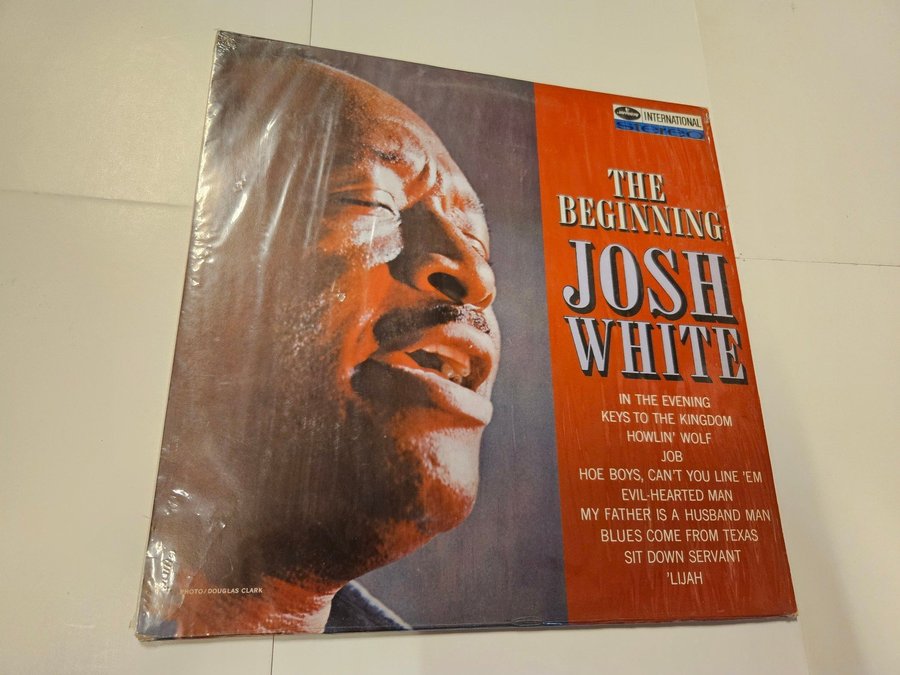 MERCURY INTERNATIONAL
Stereo
THE
BEGINNING
JOSH
WHITE
IN THE EVENING
KEYS TO THE KINGDOM
HOWLIN' WOLF
JOB
HOE BOYS, CAN'T YOU LINE 'EM
EVIL-HEARTED MAN
MY FATHER IS A HUSBAND MAN
BLUES COME FROM TEXAS
SIT DOWN SERVANT
'LIJAH
PHOTO/DOUGLAS CLARK